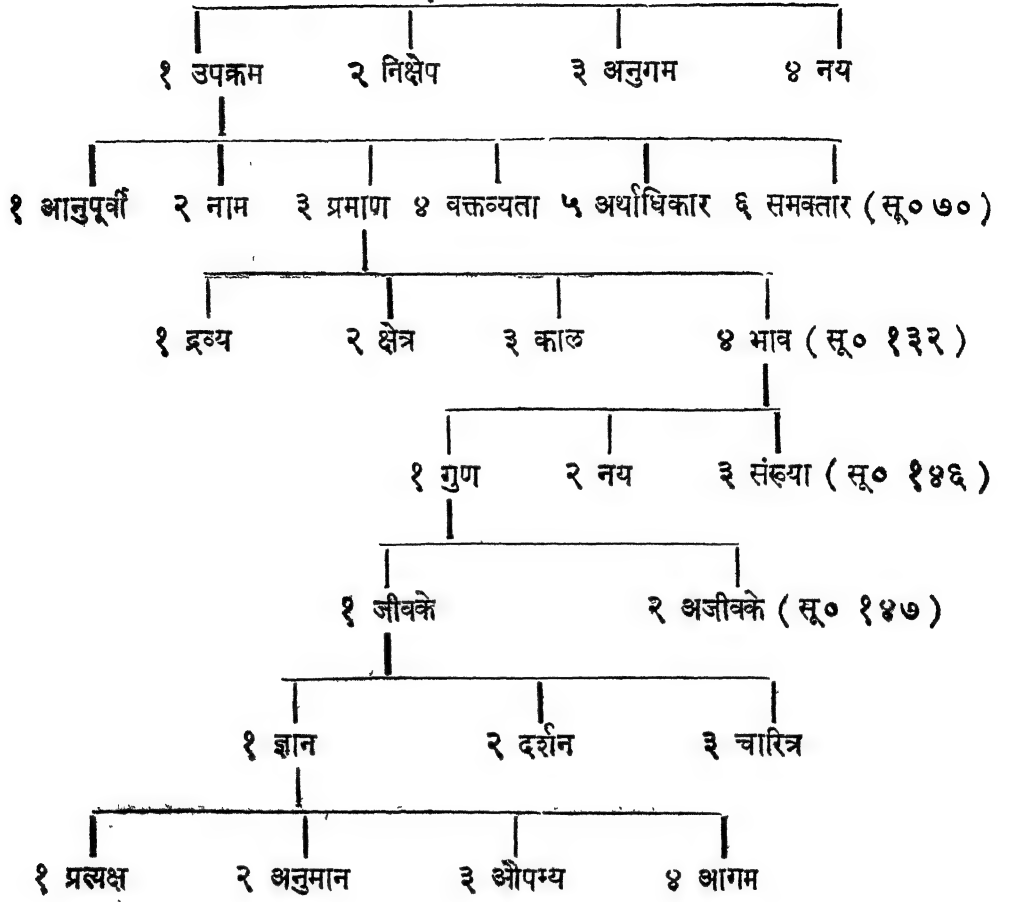 १ उपक्रम २ निक्षेप ३ अनुगम ४ नय
१ आनुपूर्वी २ नाम ३ प्रमाण ४ वक्तव्यता ५ अर्थाधिकार ६ समवतार (सू० ७०)
१ द्रव्य २ क्षेत्र ३ काल ४ भाव (सू० १३२)
१ गुण २ नय ३ संख्या (सू० १४६)
१ जीवके २ अजीवके (सू० १४७)
१ ज्ञान २ दर्शन ३ चारित्र
१ प्रत्यक्ष २ अनुमान ३ औपम्य ४ आगम